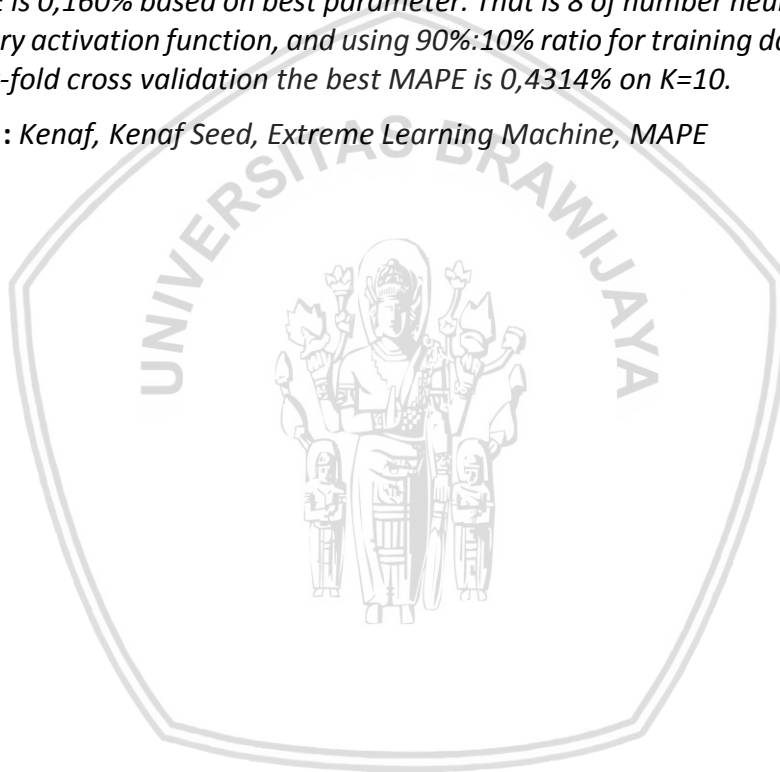 is 0,160% based on best parameter. That is 8 of number neur
ry activation function, and using 90%:10% ratio for training da
-fold cross validation the best MAPE is 0,4314% on K=10.
: Kenaf, Kenaf Seed, Extreme Learning Machine, MAPE
UNIVERSITAS BRAWIJAYA